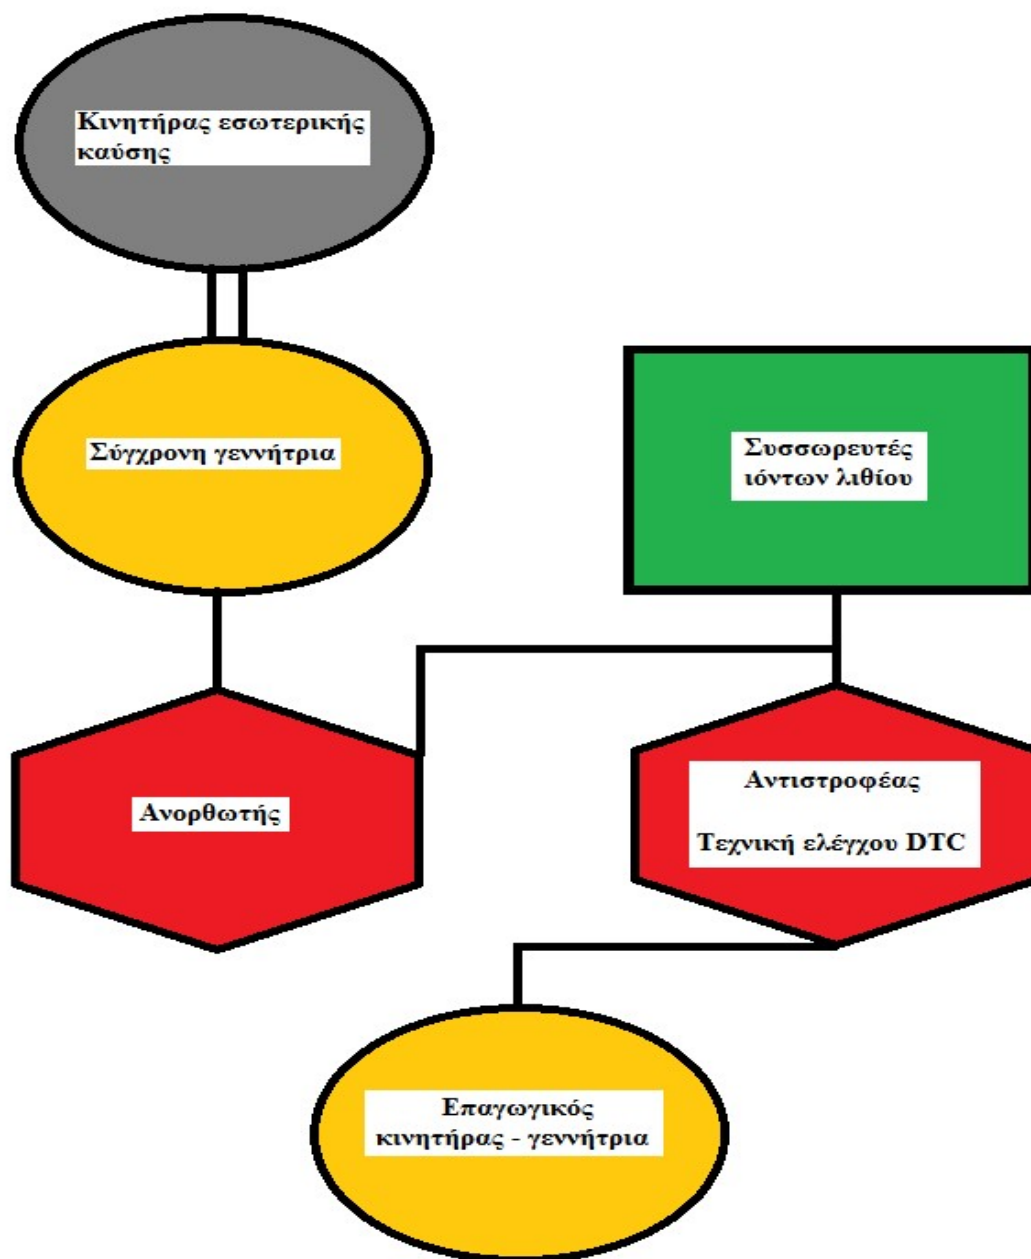 Κινητήρας εσωτερικής
καύσης
Σύγχρονη γεννήτρια
Συσσωρευτές
ιόντων λιθίου
Ανορθωτής
Αντιστροφέας
Τεχνική ελέγχου DTC
Επαγωγικός
κινητήρας - γεννήτρια